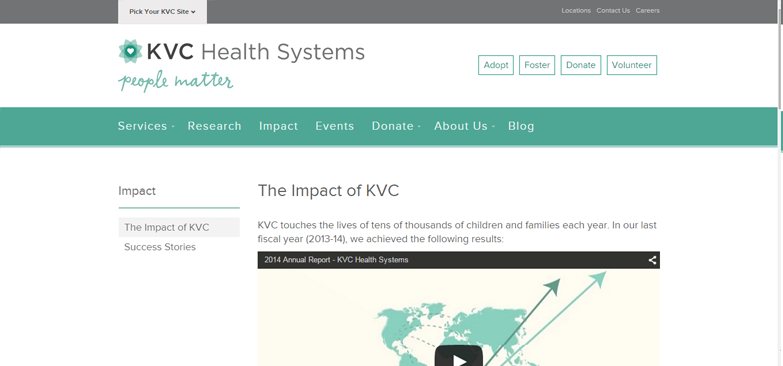 Pick Your KVC Site
Locations Contact Us Careers
KVC Health Systems
people matter
Adopt Foster Donate Volunteer
Services Research Impact Events Donate About Us Blog
Impact
The Impact of KVC
Success Stories
The Impact of KVC
KVC touches the lives of tens of thousands of children and families each year. In our last
fiscal year (2013-14), we achieved the following results:
2014 Annual Report - KVC Health Systems